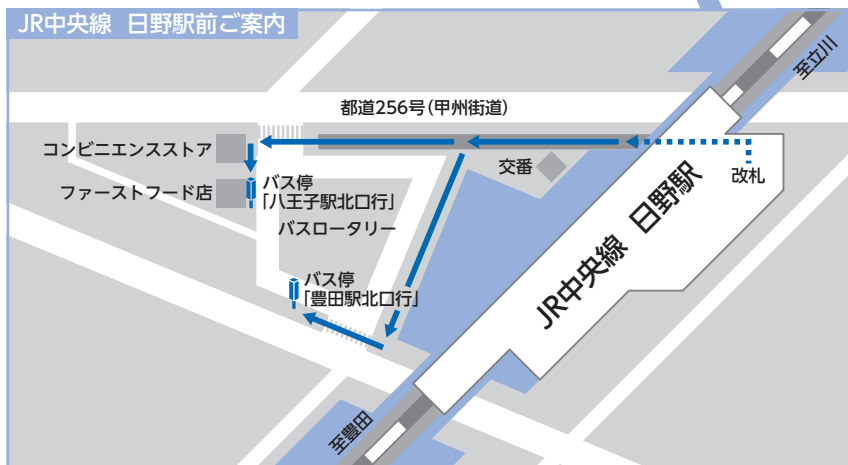 JR中央線 日野駅前ご案内
至立川
都道256号(甲州街道)
コンビニエンスストア
交番
改札
ファーストフード店
バス停
「八王子駅北口行」
バスロータリー
JR中央線 日野駅
バス停
「豊田駅北口行」
至豊田